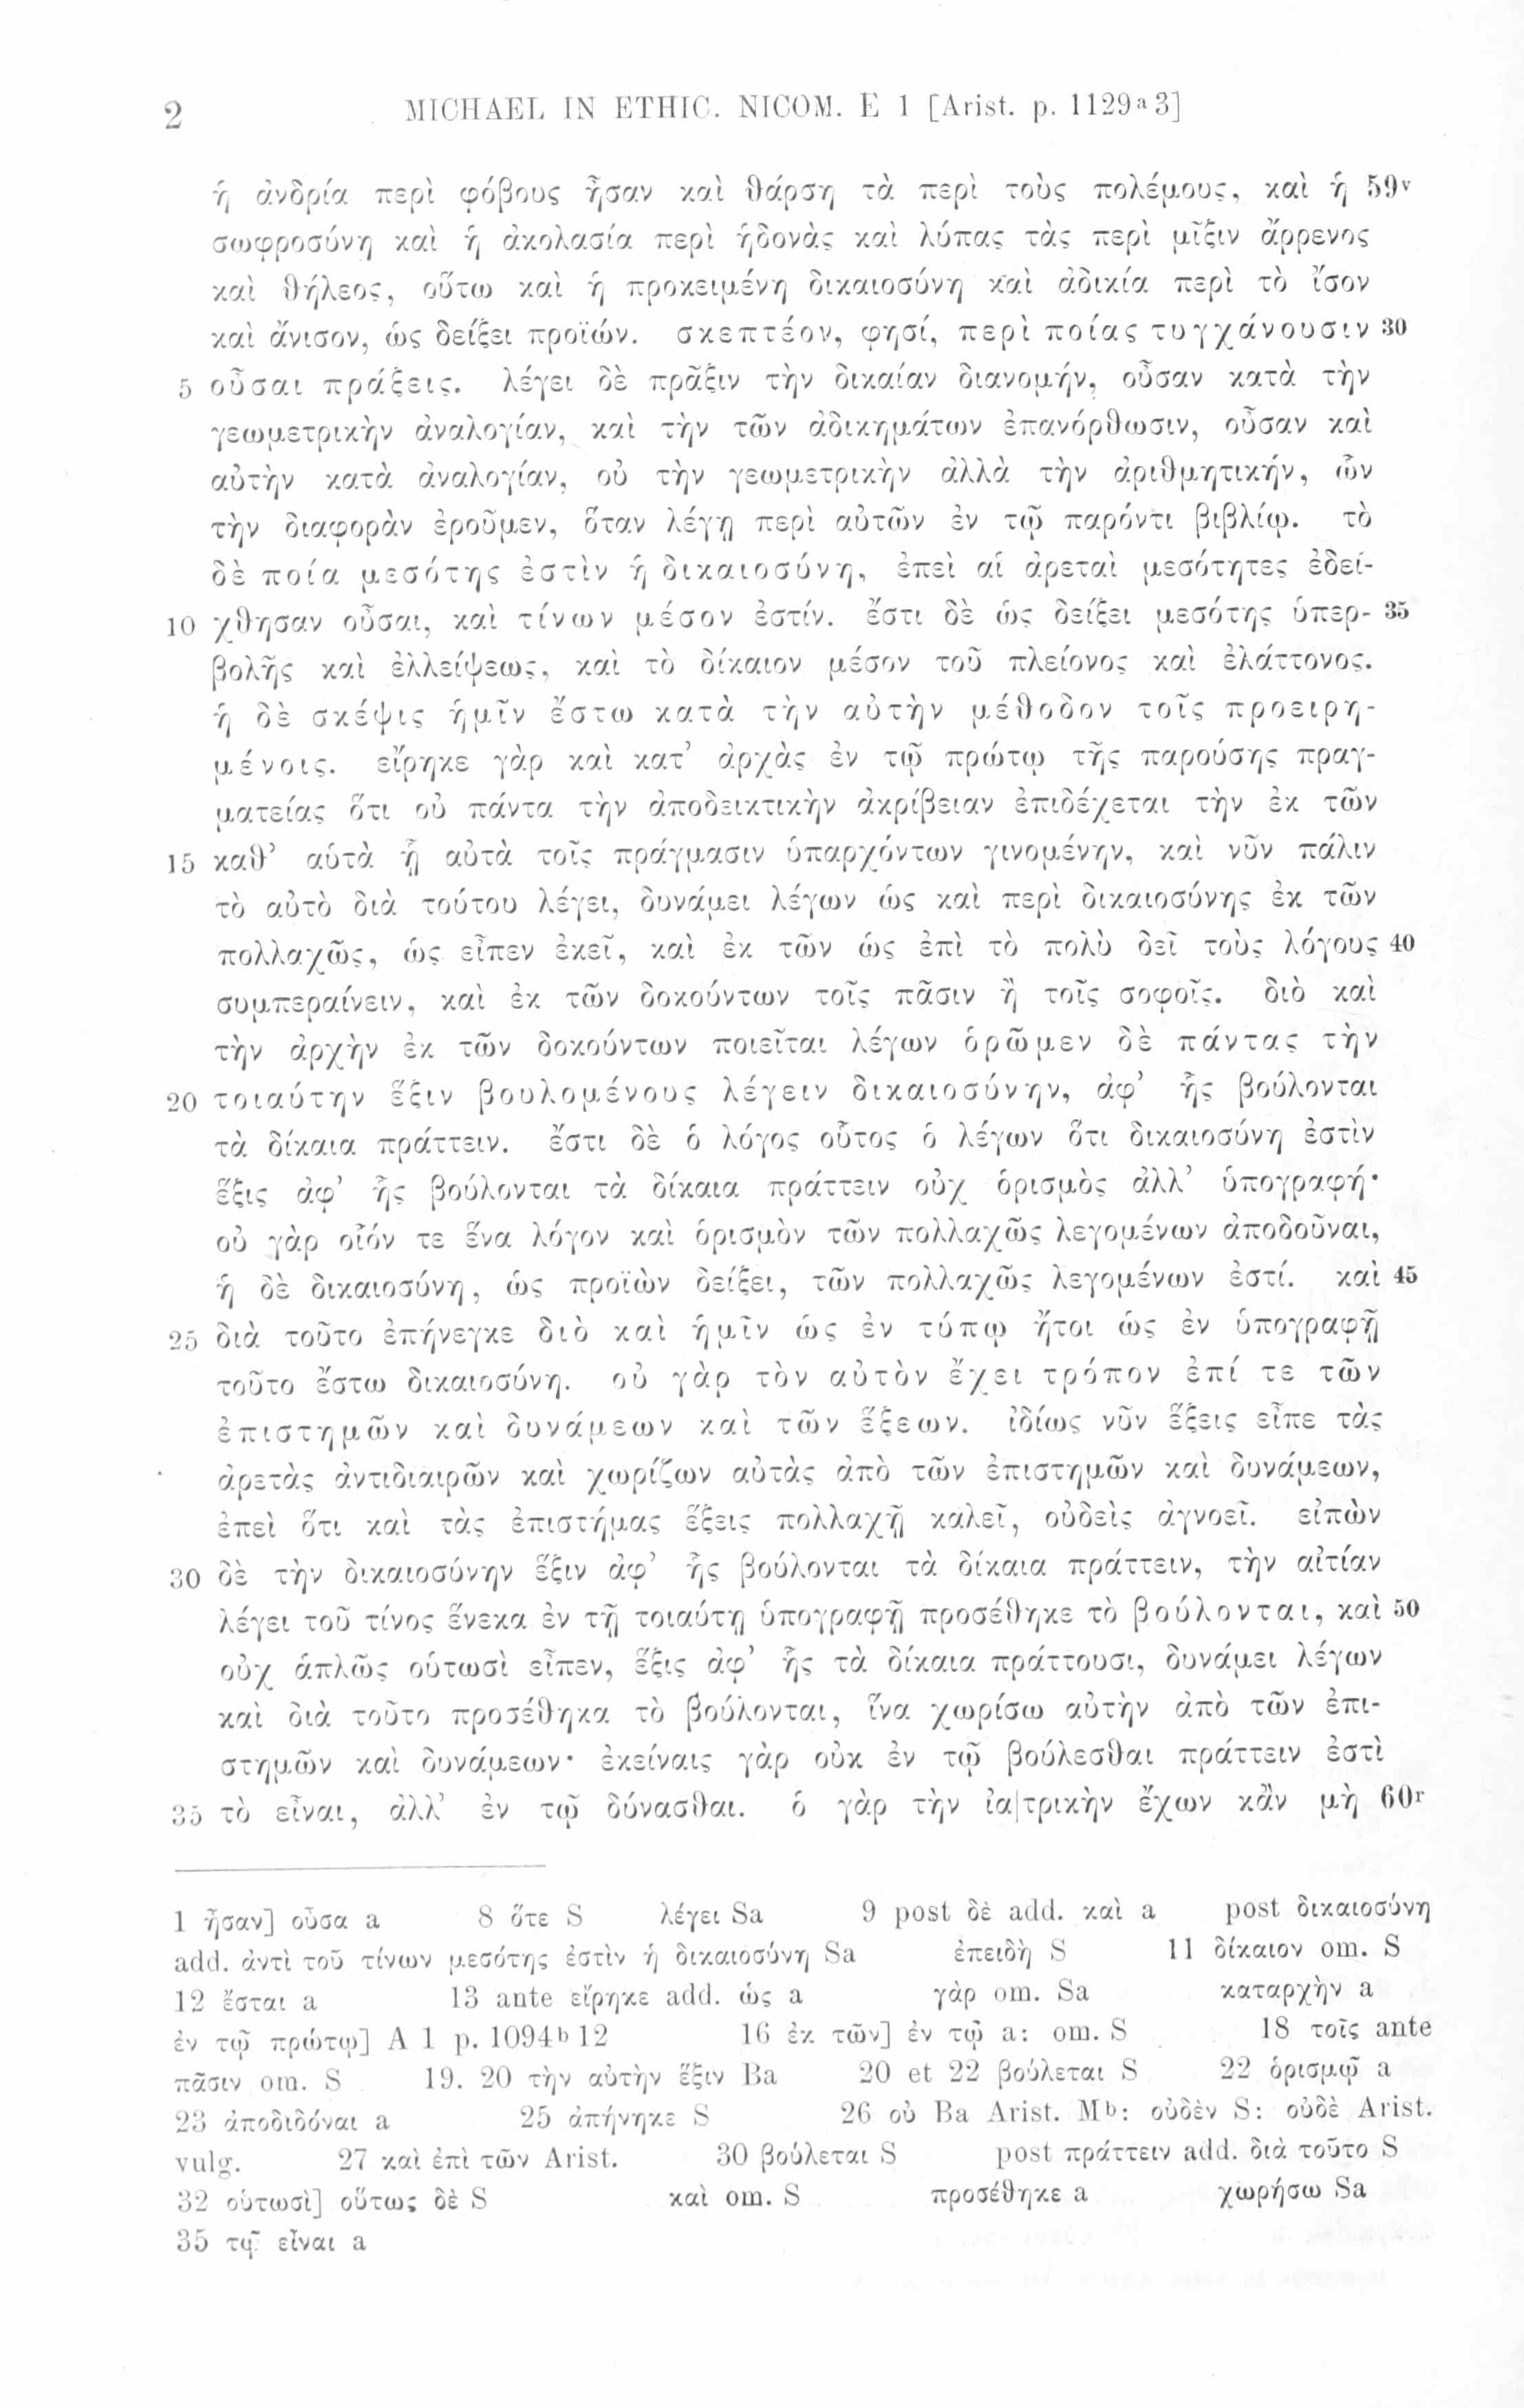 2 MICHAEL IN ETHIC. NICOM. E 1 [Arist. p. 1129ᵃ3]
ἡ ἀνδρία περὶ φόβους ἦσαν καὶ θάρση τὰ περὶ τοὺς πολέμους, καὶ ἡ 59ᵛ
σωφροσύνη καὶ ἡ ἀκολασία περὶ ἡδονὰς καὶ λύπας τὰς περὶ μῖξιν ἄρρενος
καὶ θήλεος, οὕτω καὶ ἡ προκειμένη δικαιοσύνη καὶ ἀδικία περὶ τὸ ἴσον
καὶ ἄνισον, ὡς δείξει προϊών. σκεπτέον, φησί, περὶ ποίας τυγχάνουσιν 30
5 οὖσαι πράξεις. λέγει δὲ πρᾶξιν τὴν δικαίαν διανομήν, οὖσαν κατὰ τὴν
γεωμετρικὴν ἀναλογίαν, καὶ τὴν τῶν ἀδικημάτων ἐπανόρθωσιν, οὖσαν καὶ
αὐτὴν κατὰ ἀναλογίαν, οὐ τὴν γεωμετρικὴν ἀλλὰ τὴν ἀριθμητικήν, ὧν
τὴν διαφορὰν ἐροῦμεν, ὅταν λέγῃ περὶ αὐτῶν ἐν τῷ παρόντι βιβλίῳ. τὸ
δὲ ποία μεσότης ἐστὶν ἡ δικαιοσύνη, ἐπεὶ αἱ ἀρεταὶ μεσότητες ἐδεί-
10 χθησαν οὖσαι, καὶ τίνων μέσον ἐστίν. ἔστι δὲ ὡς δείξει μεσότης ὑπερ- 35
βολῆς καὶ ἐλλείψεως, καὶ τὸ δίκαιον μέσον τοῦ πλείονος καὶ ἐλάττονος.
ἡ δὲ σκέψις ἡμῖν ἔστω κατὰ τὴν αὐτὴν μέθοδον τοῖς προειρη-
μένοις. εἴρηκε γὰρ καὶ κατ’ ἀρχὰς ἐν τῷ πρώτῳ τῆς παρούσης πραγ-
ματείας ὅτι οὐ πάντα τὴν ἀποδεικτικὴν ἀκρίβειαν ἐπιδέχεται τὴν ἐκ τῶν
15 καθ’ αὑτὰ ᾗ αὐτὰ τοῖς πράγμασιν ὑπαρχόντων γινομένην, καὶ νῦν πάλιν
τὸ αὐτὸ διὰ τούτου λέγει, δυνάμει λέγων ὡς καὶ περὶ δικαιοσύνης ἐκ τῶν
πολλαχῶς, ὡς εἶπεν ἐκεῖ, καὶ ἐκ τῶν ὡς ἐπὶ τὸ πολὺ δεῖ τοὺς λόγους 40
συμπεραίνειν, καὶ ἐκ τῶν δοκούντων τοῖς πᾶσιν ἢ τοῖς σοφοῖς. διὸ καὶ
τὴν ἀρχὴν ἐκ τῶν δοκούντων ποιεῖται λέγων ὁρῶμεν δὲ πάντας τὴν
20 τοιαύτην ἕξιν βουλομένους λέγειν δικαιοσύνην, ἀφ’ ἧς βούλονται
τὰ δίκαια πράττειν. ἔστι δὲ ὁ λόγος οὗτος ὁ λέγων ὅτι δικαιοσύνη ἐστὶν
ἕξις ἀφ’ ἧς βούλονται τὰ δίκαια πράττειν οὐχ ὁρισμὸς ἀλλ’ ὑπογραφή·
οὐ γὰρ οἷόν τε ἕνα λόγον καὶ ὁρισμὸν τῶν πολλαχῶς λεγομένων ἀποδοῦναι,
ἡ δὲ δικαιοσύνη, ὡς προϊὼν δείξει, τῶν πολλαχῶς λεγομένων ἐστί. καὶ 45
25 διὰ τοῦτο ἐπήνεγκε διὸ καὶ ἡμῖν ὡς ἐν τύπῳ ἤτοι ὡς ἐν ὑπογραφῇ
τοῦτο ἔστω δικαιοσύνη. οὐ γὰρ τὸν αὐτὸν ἔχει τρόπον ἐπί τε τῶν
ἐπιστημῶν καὶ δυνάμεων καὶ τῶν ἕξεων. ἰδίως νῦν ἕξεις εἶπε τὰς
ἀρετὰς ἀντιδιαιρῶν καὶ χωρίζων αὐτὰς ἀπὸ τῶν ἐπιστημῶν καὶ δυνάμεων,
ἐπεὶ ὅτι καὶ τὰς ἐπιστήμας ἕξεις πολλαχῇ καλεῖ, οὐδεὶς ἀγνοεῖ. εἰπὼν
30 δὲ τὴν δικαιοσύνην ἕξιν ἀφ’ ἧς βούλονται τὰ δίκαια πράττειν, τὴν αἰτίαν
λέγει τοῦ τίνος ἕνεκα ἐν τῇ τοιαύτῃ ὑπογραφῇ προσέθηκε τὸ βούλονται, καὶ 50
οὐχ ἁπλῶς οὑτωσὶ εἶπεν, ἕξις ἀφ’ ἧς τὰ δίκαια πράττουσι, δυνάμει λέγων
καὶ διὰ τοῦτο προσέθηκα τὸ βούλονται, ἵνα χωρίσω αὐτὴν ἀπὸ τῶν ἐπι-
στημῶν καὶ δυνάμεων· ἐκείναις γὰρ οὐκ ἐν τῷ βούλεσθαι πράττειν ἐστὶ
35 τὸ εἶναι, ἀλλ’ ἐν τῷ δύνασθαι. ὁ γὰρ τὴν ἰα|τρικὴν ἔχων κἂν μὴ 60ʳ
1 ἦσαν] οὖσα a 8 ὅτε S λέγει Sa 9 post δὲ add. καὶ a post δικαιοσύνη
add. ἀντὶ τοῦ τίνων μεσότης ἐστὶν ἡ δικαιοσύνη Sa ἐπειδὴ S 11 δίκαιον om. S
12 ἔσται a 13 ante εἴρηκε add. ὡς a γὰρ om. Sa καταρχὴν a
ἐν τῷ πρώτῳ] A 1 p. 1094ᵇ12 16 ἐκ τῶν] ἐν τῷ a: om. S 18 τοῖς ante
πᾶσιν om. S 19. 20 τὴν αὐτὴν ἕξιν Ba 20 et 22 βούλεται S 22 ὁρισμῷ a
23 ἀποδιδόναι a 25 ἀπήνηκε S 26 οὐ Ba Arist. Mᵇ: οὐδὲν S: οὐδὲ Arist.
vulg. 27 καὶ ἐπὶ τῶν Arist. 30 βούλεται S post πράττειν add. διὰ τοῦτο S
32 οὑτωσὶ] οὕτως δὲ S καὶ om. S προσέθηκε a χωρήσω Sa
35 τῷ εἶναι a